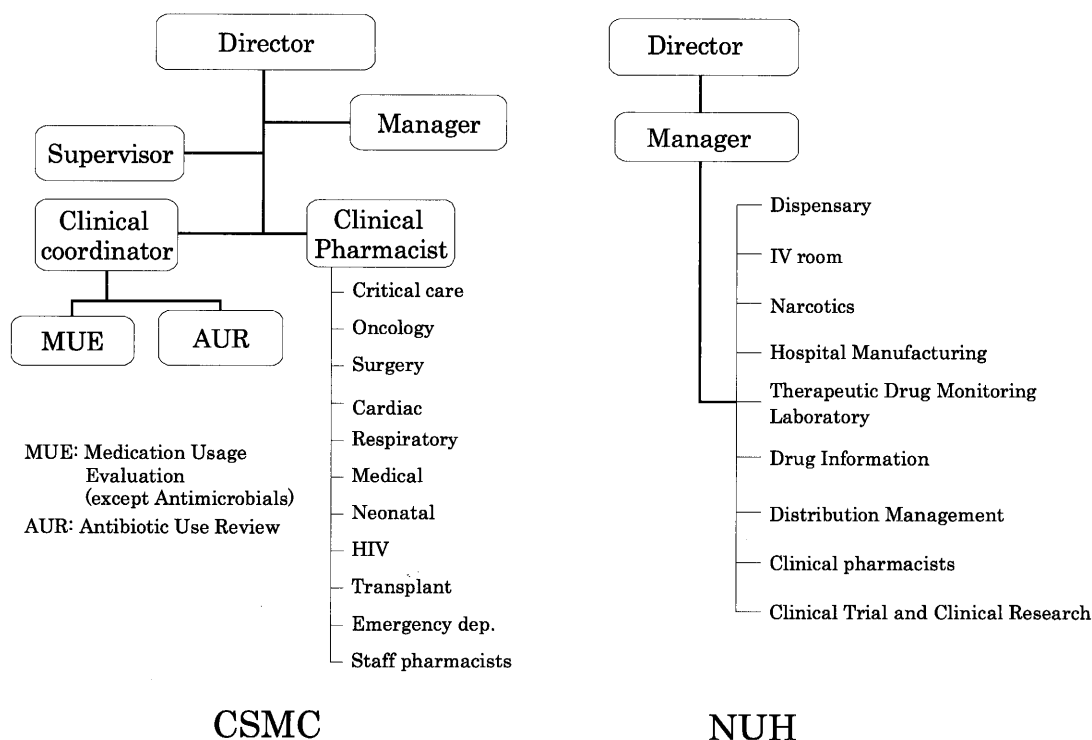 Director
Manager
Supervisor
Clinical
coordinator
Clinical
Pharmacist
MUE
AUR
Critical care
Oncology
Surgery
Cardiac
Respiratory
Medical
Neonatal
HIV
Transplant
Emergency dep.
Staff pharmacists
MUE: Medication Usage
Evaluation
(except Antimicrobials)
AUR: Antibiotic Use Review
CSMC
Director
Manager
Dispensary
IV room
Narcotics
Hospital Manufacturing
Therapeutic Drug Monitoring
Laboratory
Drug Information
Distribution Management
Clinical pharmacists
Clinical Trial and Clinical Research
NUH